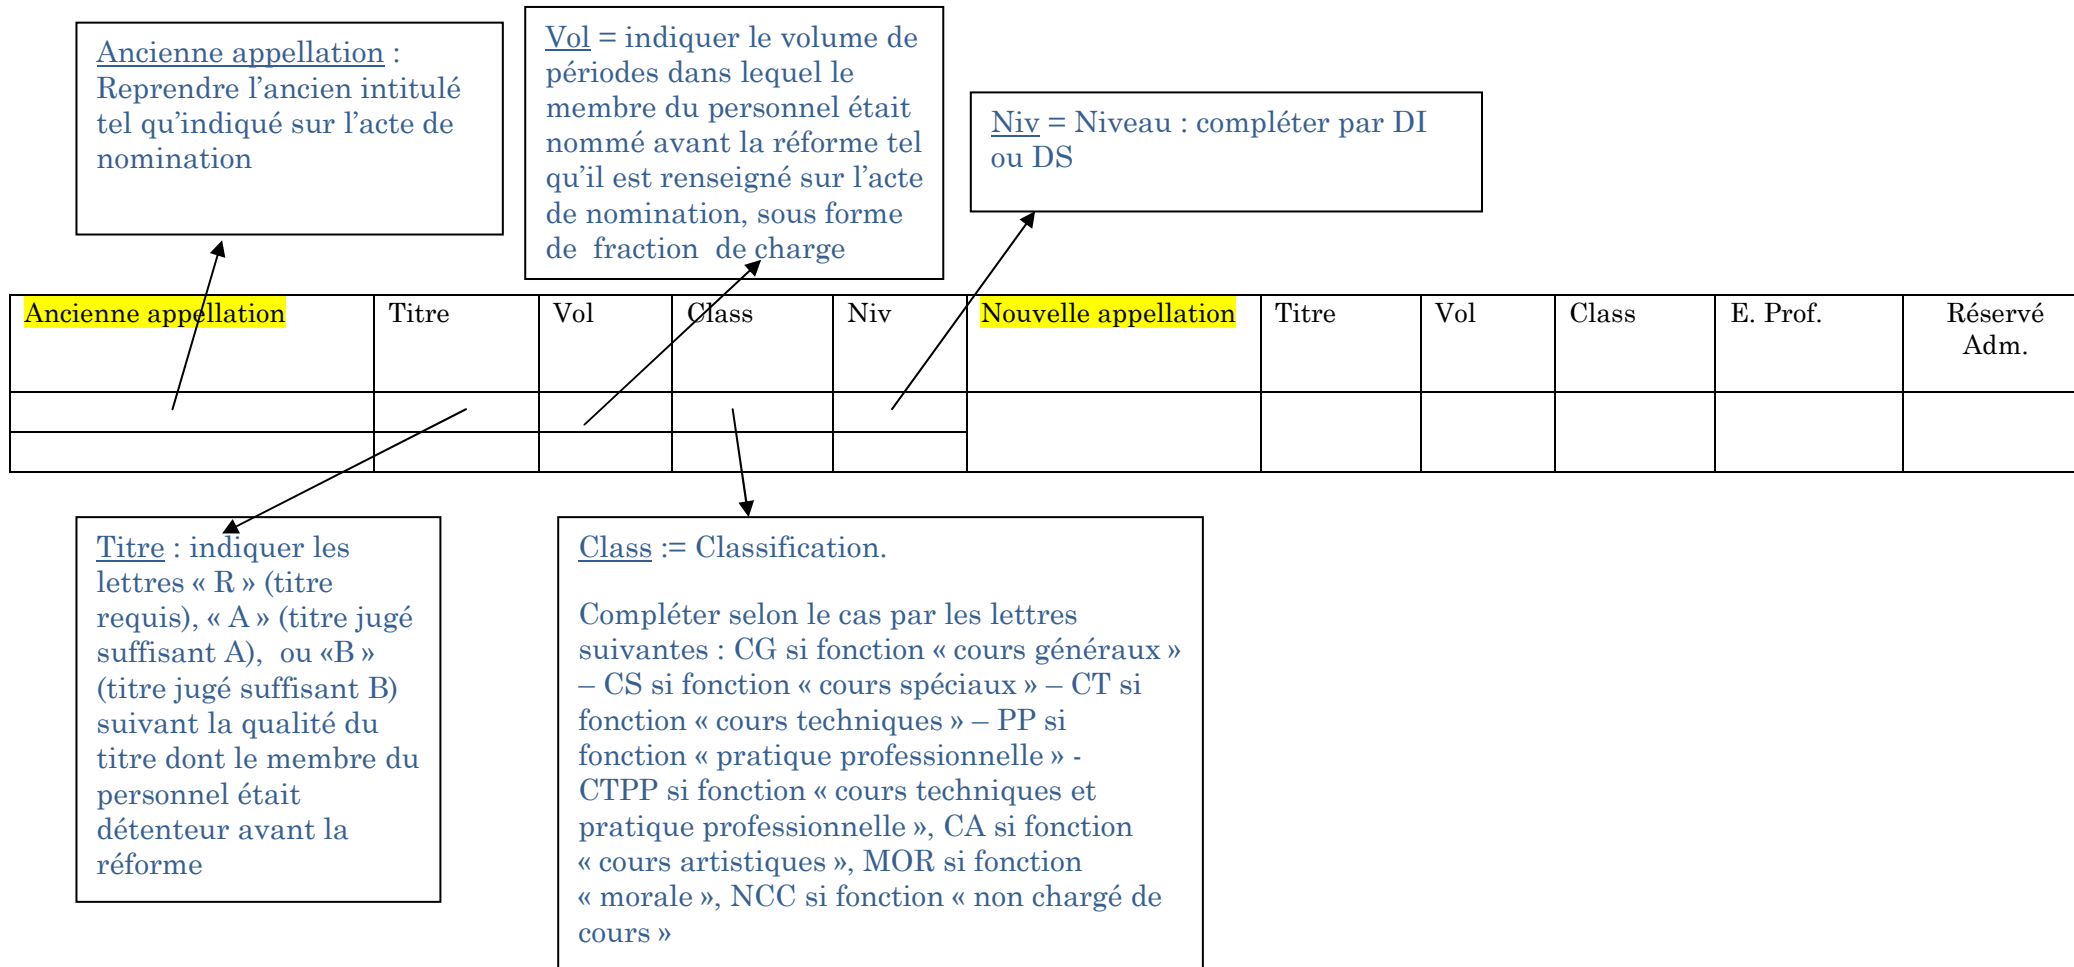 Ancienne appellation :
Reprendre l’ancien intitulé
tel qu’indiqué sur l’acte de
nomination
Vol = indiquer le volume de
périodes dans lequel le
membre du personnel était
nommé avant la réforme tel
qu’il est renseigné sur l’acte
de nomination, sous forme
de fraction de charge
Niv = Niveau : compléter par DI
ou DS
Ancienne appellation Titre Vol Class Niv Nouvelle appellation Titre Vol Class E. Prof. Réservé
Adm.
Titre : indiquer les
lettres « R » (titre
requis), « A » (titre jugé
suffisant A), ou «B »
(titre jugé suffisant B)
suivant la qualité du
titre dont le membre du
personnel était
détenteur avant la
réforme
Class := Classification.
Compléter selon le cas par les lettres
suivantes : CG si fonction « cours généraux »
– CS si fonction « cours spéciaux » – CT si
fonction « cours techniques » – PP si
fonction « pratique professionnelle » -
CTPP si fonction « cours techniques et
pratique professionnelle », CA si fonction
« cours artistiques », MOR si fonction
« morale », NCC si fonction « non chargé de
cours »